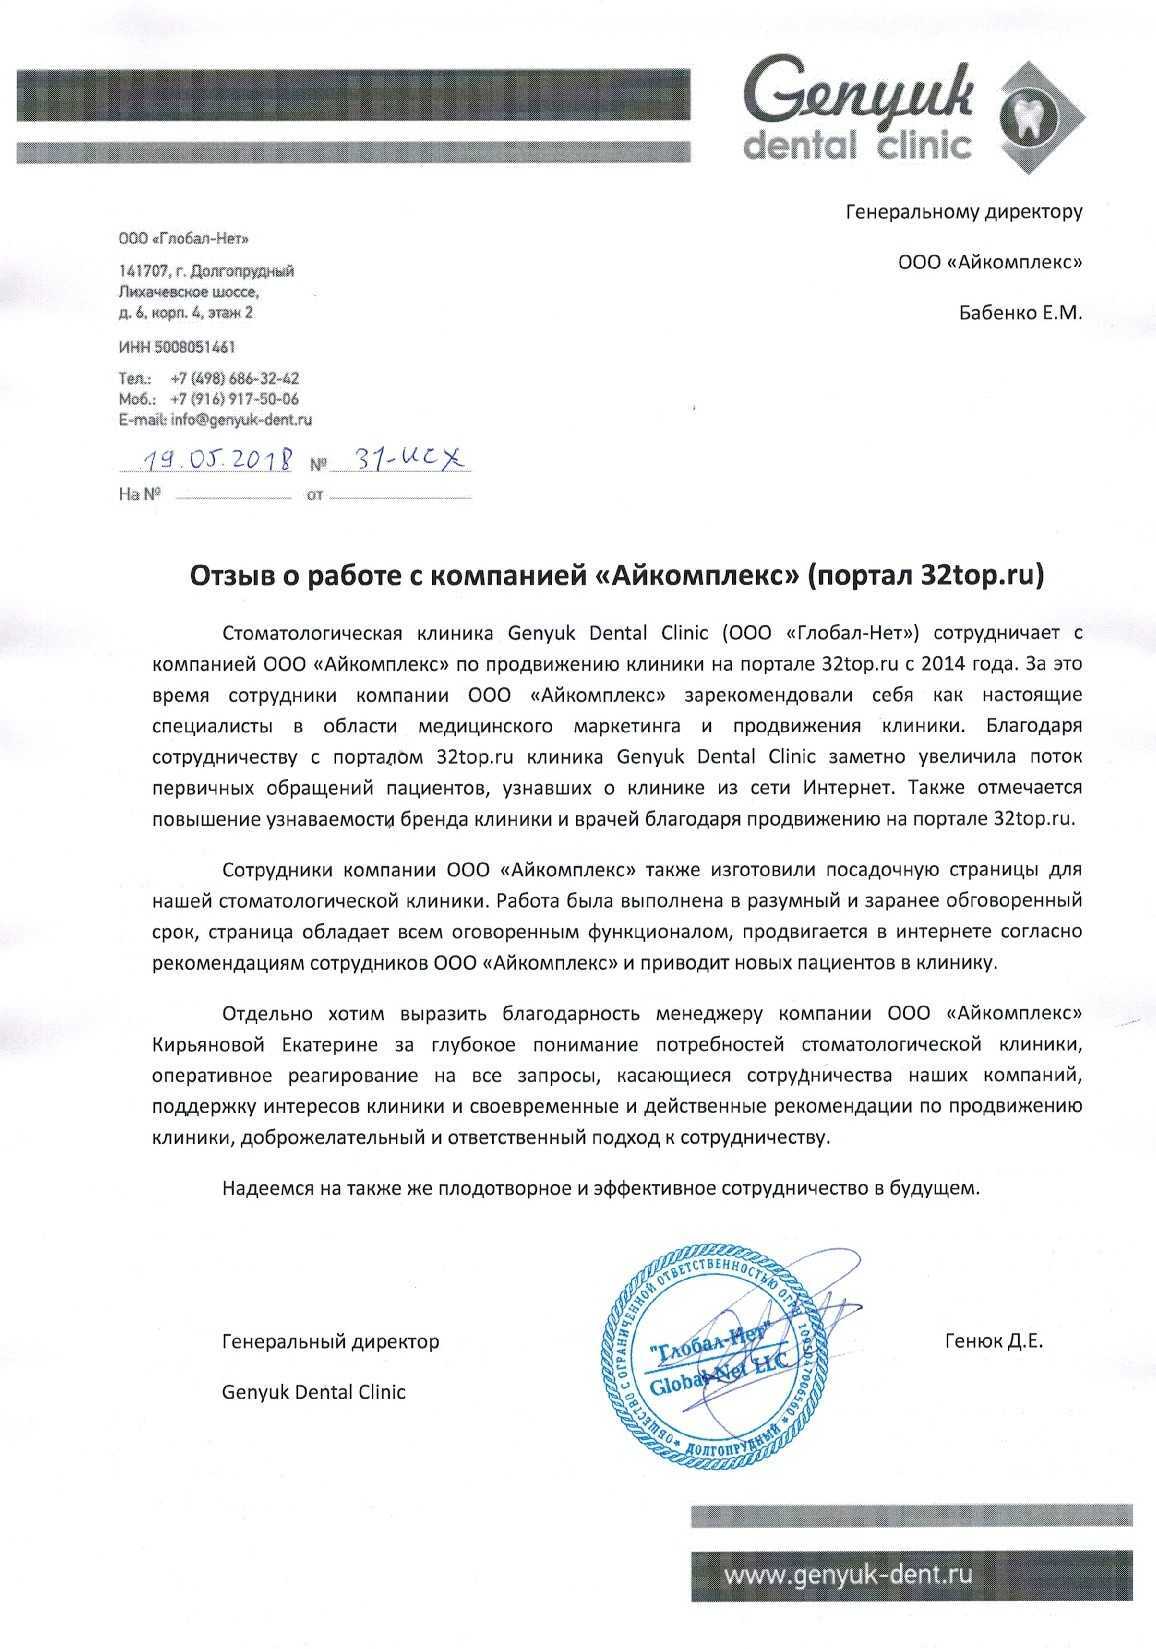 Genyuk
dental clinic
Генеральному директору
ООО «Айкомплекс»
Бабенко Е.М.
ООО «Глобал-Нет»
141707, г. Долгопрудный
Лихачевское шоссе,
д. 6, корп. 4, этаж 2
ИНН 5008051461
Тел.: +7 (498) 686-32-42
Моб.: +7 (916) 917-50-06
E-mail: info@genyuk-dent.ru
19.05.2018 № 31-исх
На № от
Отзыв о работе с компанией «Айкомплекс» (портал 32top.ru)
Стоматологическая клиника Genyuk Dental Clinic (ООО «Глобал-Нет») сотрудничает с
компанией ООО «Айкомплекс» по продвижению клиники на портале 32top.ru с 2014 года. За это
время сотрудники компании ООО «Айкомплекс» зарекомендовали себя как настоящие
специалисты в области медицинского маркетинга и продвижения клиники. Благодаря
сотрудничеству с порталом 32top.ru клиника Genyuk Dental Clinic заметно увеличила поток
первичных обращений пациентов, узнавших о клинике из сети Интернет. Также отмечается
повышение узнаваемости бренда клиники и врачей благодаря продвижению на портале 32top.ru.
Сотрудники компании ООО «Айкомплекс» также изготовили посадочную страницы для
нашей стоматологической клиники. Работа была выполнена в разумный и заранее обговоренный
срок, страница обладает всем оговоренным функционалом, продвигается в интернете согласно
рекомендациям сотрудников ООО «Айкомплекс» и приводит новых пациентов в клинику.
Отдельно хотим выразить благодарность менеджеру компании ООО «Айкомплекс»
Кирьяновой Екатерине за глубокое понимание потребностей стоматологической клиники,
оперативное реагирование на все запросы, касающиеся сотрудничества наших компаний,
поддержку интересов клиники и своевременные и действенные рекомендации по продвижению
клиники, доброжелательный и ответственный подход к сотрудничеству.
Надеемся на также же плодотворное и эффективное сотрудничество в будущем.
Генеральный директор
Genyuk Dental Clinic
ОБЩЕСТВО С ОГРАНИЧЕННОЙ ОТВЕТСТВЕННОСТЬЮ ОГРН 1095047006560
* ДОЛГОПРУДНЫЙ *
"Глобал-Нет"
Global-Net LLC
Генюк Д.Е.
www.genyuk-dent.ru